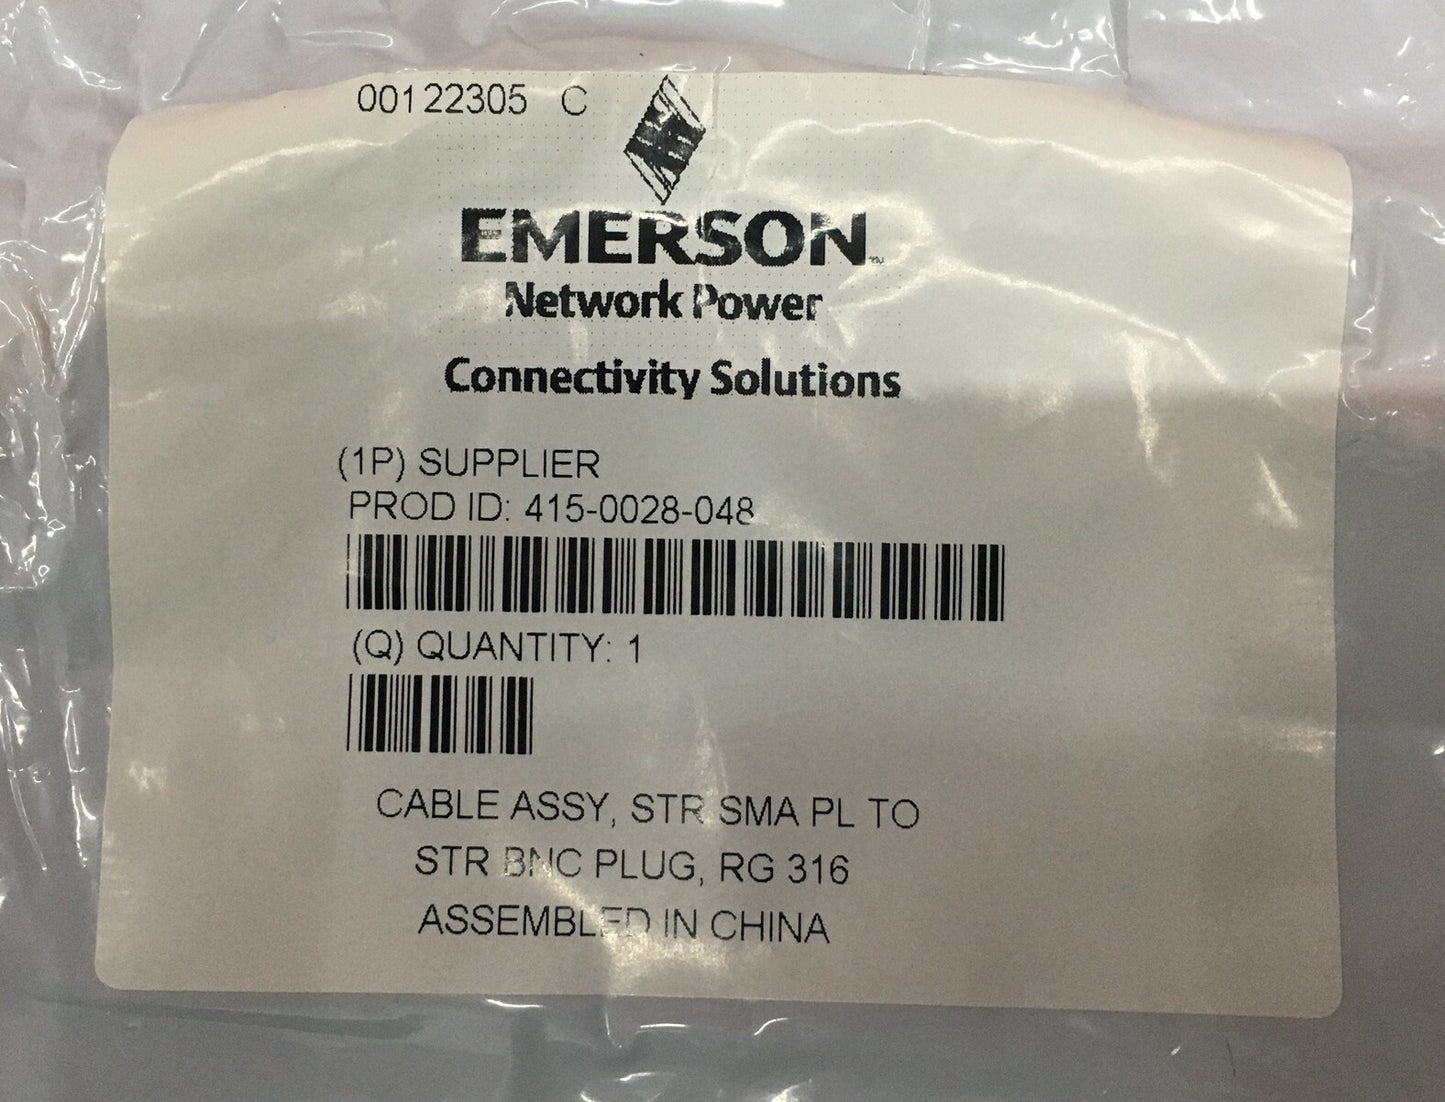 00122305 C
EMERSON™
Network Power
Connectivity Solutions
(1P) SUPPLIER
PROD ID: 415-0028-048
(Q) QUANTITY: 1
CABLE ASSY, STR SMA PL TO
STR BNC PLUG, RG 316
ASSEMBLED IN CHINA